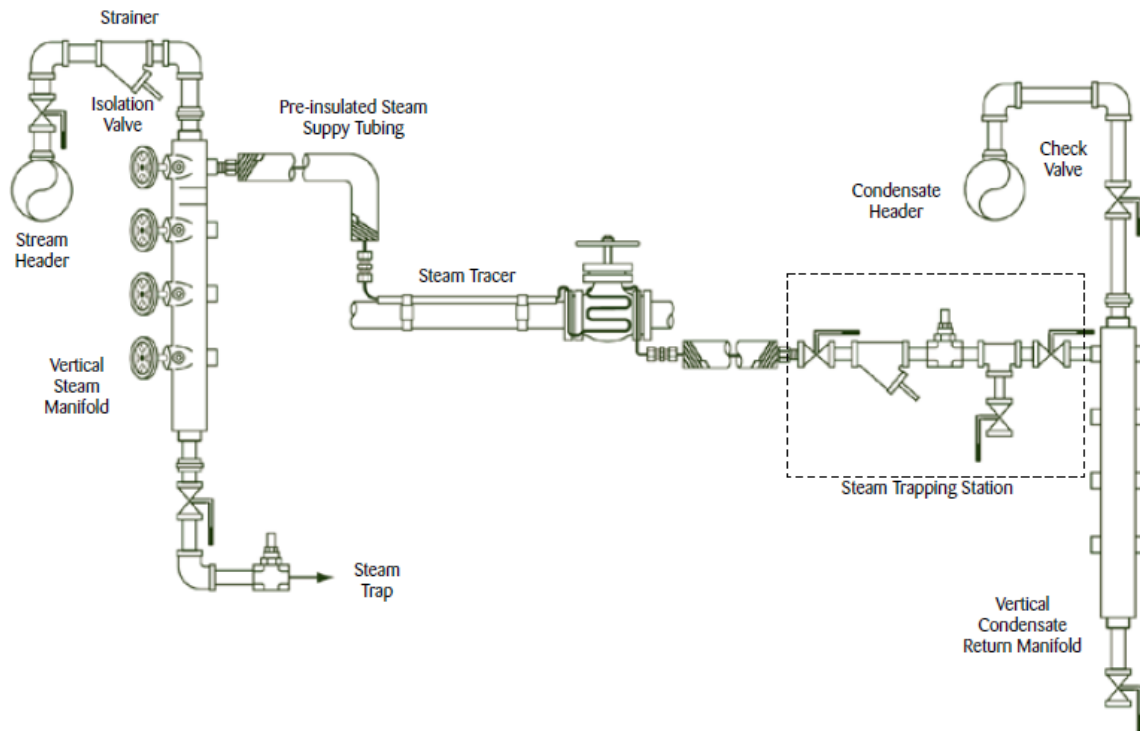 Strainer
Isolation
Valve
Pre-insulated Steam
Suppy Tubing
Check
Valve
Condensate
Header
Stream
Header
Steam Tracer
Vertical
Steam
Manifold
Steam Trapping Station
Steam
Trap
Vertical
Condensate
Return Manifold